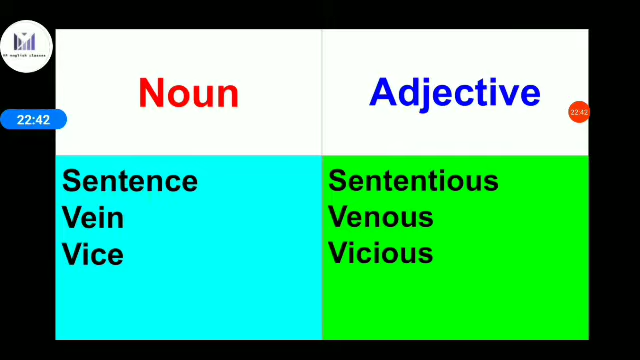 Noun
Adjective
22:42
22:42
Sentence
Sententious
Vein
Venous
Vice
Vicious